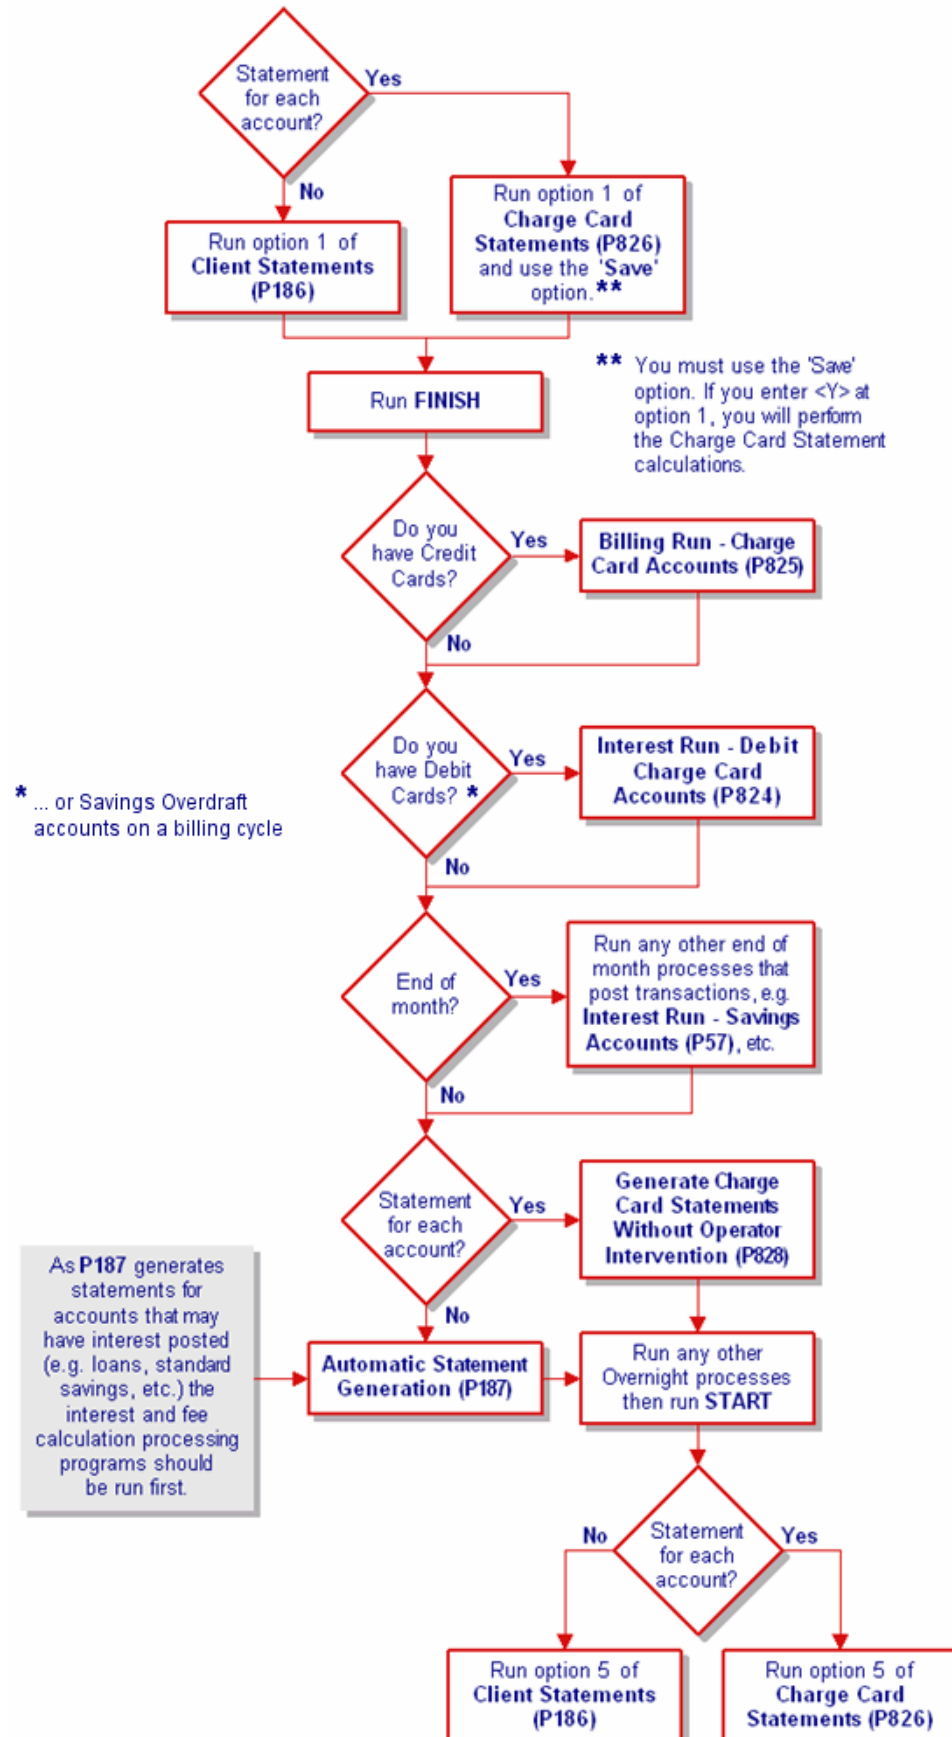 Statement
for each
account?
Yes
No
Run option 1 of
Client Statements
(P186)
Run option 1 of
Charge Card
Statements (P826)
and use the 'Save'
option.**
Run FINISH
** You must use the 'Save'
option. If you enter <Y> at
option 1, you will perform
the Charge Card Statement
calculations.
Do you
have Credit
Cards?
Yes
Billing Run - Charge
Card Accounts (P825)
No
Do you
have Debit
Cards? *
Yes
Interest Run - Debit
Charge Card
Accounts (P824)
* ... or Savings Overdraft
accounts on a billing cycle
No
End of
month?
Yes
Run any other end of
month processes that
post transactions, e.g.
Interest Run - Savings
Accounts (P57), etc.
No
Statement
for each
account?
Yes
Generate Charge
Card Statements
Without Operator
Intervention (P828)
No
As P187 generates
statements for
accounts that may
have interest posted
(e.g. loans, standard
savings, etc.) the
interest and fee
calculation processing
programs should
be run first.
Automatic Statement
Generation (P187)
Run any other
Overnight processes
then run START
Statement
for each
account?
No
Yes
Run option 5 of
Client Statements
(P186)
Run option 5 of
Charge Card
Statements (P826)